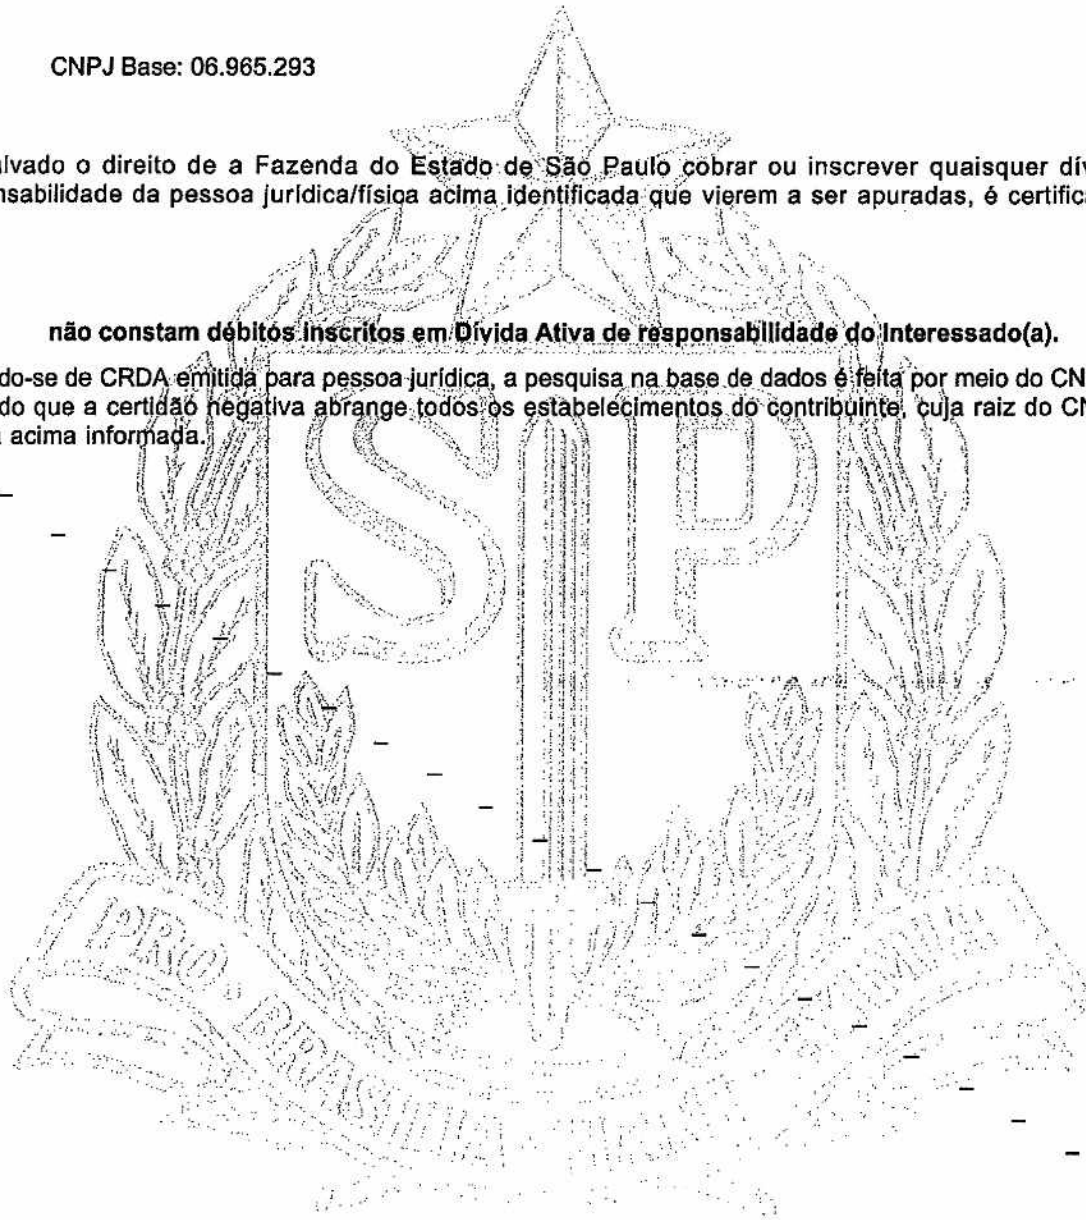 CNPJ Base: 06.965.293
lvado o direito de a Fazenda do Estado de São Paulo cobrar ou inscrever quaisquer dív
nsabilidade da pessoa jurídica/física acima identificada que vierem a ser apuradas, é certifica
não constam débitos inscritos em Dívida Ativa de responsabilidade do Interessado(a).
do-se de CRDA emitida para pessoa jurídica, a pesquisa na base de dados é feita por meio do CN
do que a certidão negativa abrange todos os estabelecimentos do contribuinte, cuja raiz do CN
acima informada.
SP
PRO BRASILIA